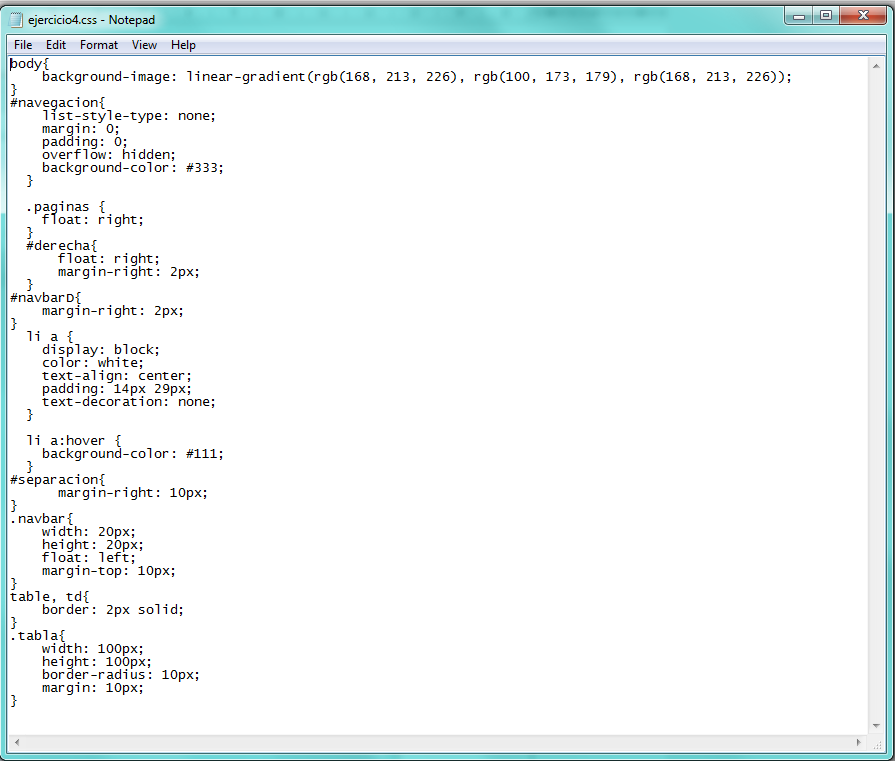 ejercicio4.css - Notepad
File Edit Format View Help
body{
    background-image: linear-gradient(rgb(168, 213, 226), rgb(100, 173, 179), rgb(168, 213, 226));
}
#navegacion{
    list-style-type: none;
    margin: 0;
    padding: 0;
    overflow: hidden;
    background-color: #333;
  }

  .paginas {
    float: right;
  }
  #derecha{
      float: right;
      margin-right: 2px;
  }
#navbarD{
    margin-right: 2px;
}
  li a {
    display: block;
    color: white;
    text-align: center;
    padding: 14px 29px;
    text-decoration: none;
  }

  li a:hover {
    background-color: #111;
  }
#separacion{
      margin-right: 10px;
}
.navbar{
    width: 20px;
    height: 20px;
    float: left;
    margin-top: 10px;
}
table, td{
    border: 2px solid;
}
.tabla{
    width: 100px;
    height: 100px;
    border-radius: 10px;
    margin: 10px;
}